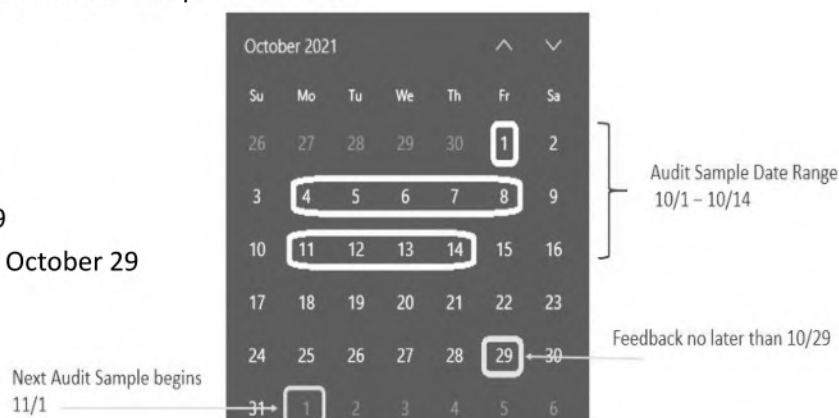 October 2021
Su Mo Tu We Th Fr Sa
26 27 28 29 30 1 2
3 4 5 6 7 8 9
10 11 12 13 14 15 16
17 18 19 20 21 22 23
24 25 26 27 28 29 30
31 1 2 3 4 5 6
Audit Sample Date Range
10/1 – 10/14
9
October 29
Feedback no later than 10/29
Next Audit Sample begins
11/1